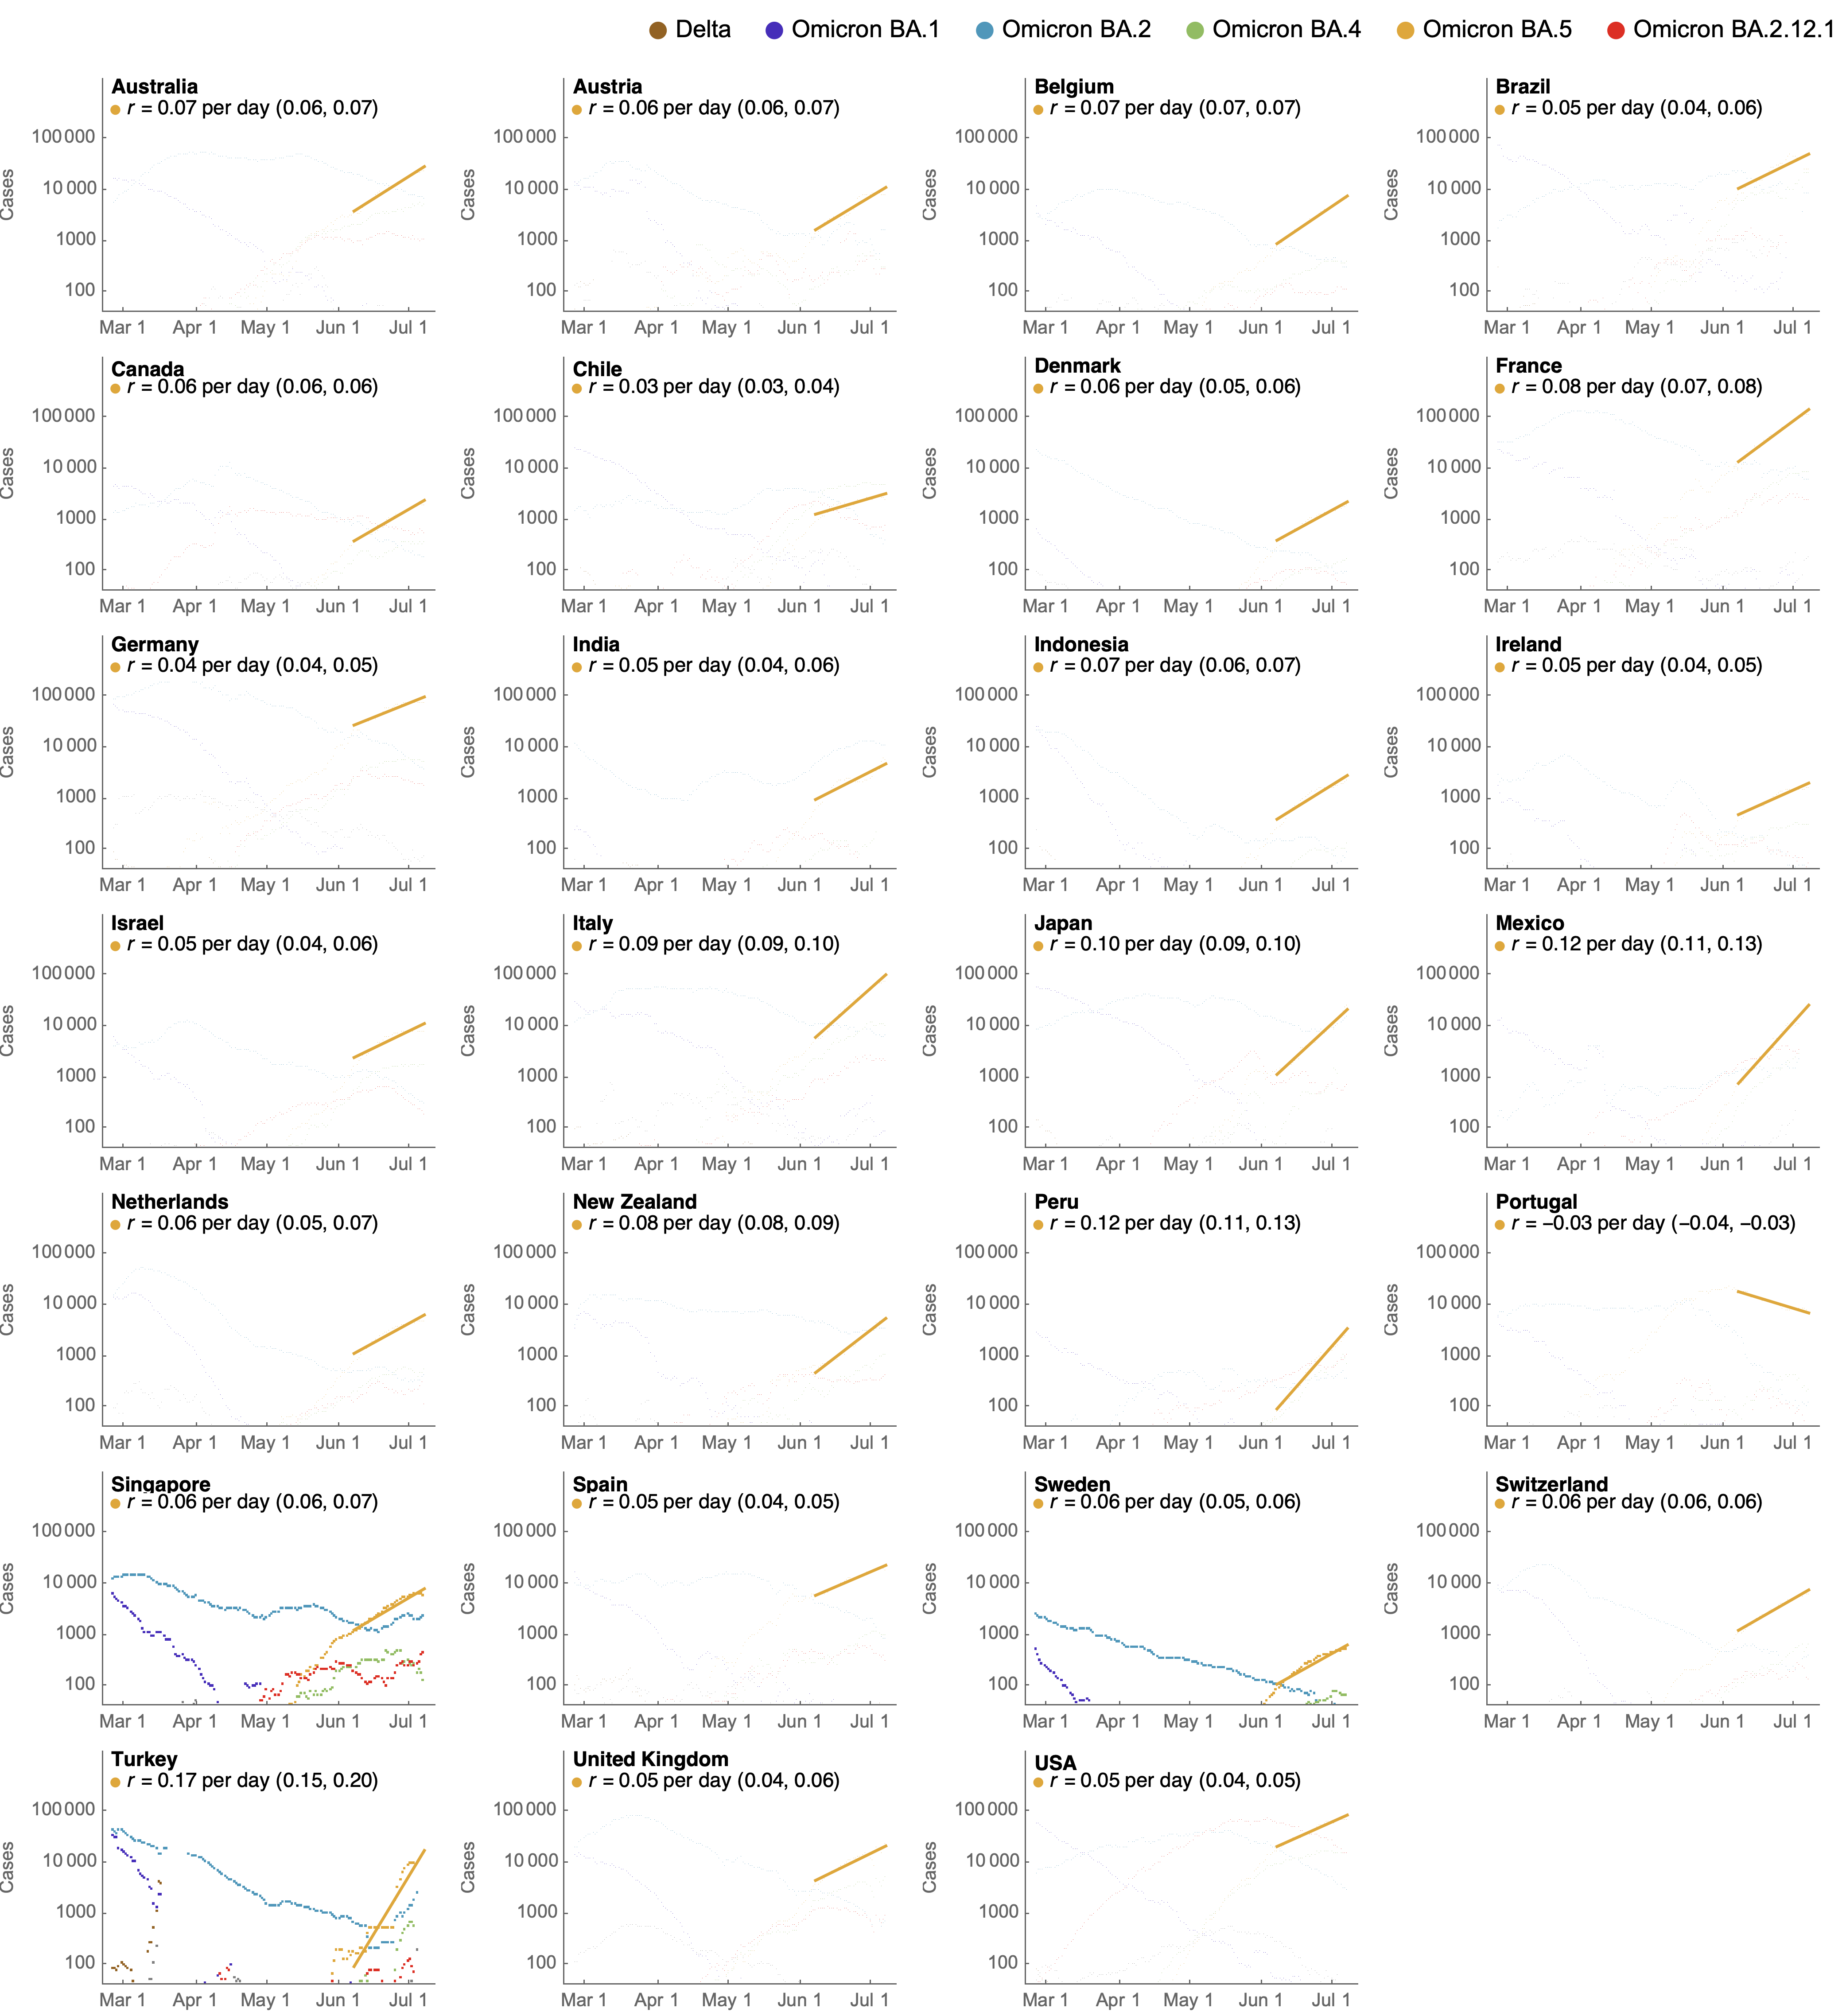 Delta Omicron BA.1 Omicron BA.2 Omicron BA.4 Omicron BA.5 Omicron BA.2.12.1
Australia
r = 0.07 per day (0.06, 0.07)
Cases
100 000
10 000
1000
100
Mar 1 Apr 1 May 1 Jun 1 Jul 1
Austria
r = 0.06 per day (0.06, 0.07)
Cases
100 000
10 000
1000
100
Mar 1 Apr 1 May 1 Jun 1 Jul 1
Belgium
r = 0.07 per day (0.07, 0.07)
Cases
100 000
10 000
1000
100
Mar 1 Apr 1 May 1 Jun 1 Jul 1
Brazil
r = 0.05 per day (0.04, 0.06)
Cases
100 000
10 000
1000
100
Mar 1 Apr 1 May 1 Jun 1 Jul 1
Canada
r = 0.06 per day (0.06, 0.06)
Cases
100 000
10 000
1000
100
Mar 1 Apr 1 May 1 Jun 1 Jul 1
Chile
r = 0.03 per day (0.03, 0.04)
Cases
100 000
10 000
1000
100
Mar 1 Apr 1 May 1 Jun 1 Jul 1
Denmark
r = 0.06 per day (0.05, 0.06)
Cases
100 000
10 000
1000
100
Mar 1 Apr 1 May 1 Jun 1 Jul 1
France
r = 0.08 per day (0.07, 0.08)
Cases
100 000
10 000
1000
100
Mar 1 Apr 1 May 1 Jun 1 Jul 1
Germany
r = 0.04 per day (0.04, 0.05)
Cases
100 000
10 000
1000
100
Mar 1 Apr 1 May 1 Jun 1 Jul 1
India
r = 0.05 per day (0.04, 0.06)
Cases
100 000
10 000
1000
100
Mar 1 Apr 1 May 1 Jun 1 Jul 1
Indonesia
r = 0.07 per day (0.06, 0.07)
Cases
100 000
10 000
1000
100
Mar 1 Apr 1 May 1 Jun 1 Jul 1
Ireland
r = 0.05 per day (0.04, 0.05)
Cases
100 000
10 000
1000
100
Mar 1 Apr 1 May 1 Jun 1 Jul 1
Israel
r = 0.05 per day (0.04, 0.06)
Cases
100 000
10 000
1000
100
Mar 1 Apr 1 May 1 Jun 1 Jul 1
Italy
r = 0.09 per day (0.09, 0.10)
Cases
100 000
10 000
1000
100
Mar 1 Apr 1 May 1 Jun 1 Jul 1
Japan
r = 0.10 per day (0.09, 0.10)
Cases
100 000
10 000
1000
100
Mar 1 Apr 1 May 1 Jun 1 Jul 1
Mexico
r = 0.12 per day (0.11, 0.13)
Cases
100 000
10 000
1000
100
Mar 1 Apr 1 May 1 Jun 1 Jul 1
Netherlands
r = 0.06 per day (0.05, 0.07)
Cases
100 000
10 000
1000
100
Mar 1 Apr 1 May 1 Jun 1 Jul 1
New Zealand
r = 0.08 per day (0.08, 0.09)
Cases
100 000
10 000
1000
100
Mar 1 Apr 1 May 1 Jun 1 Jul 1
Peru
r = 0.12 per day (0.11, 0.13)
Cases
100 000
10 000
1000
100
Mar 1 Apr 1 May 1 Jun 1 Jul 1
Portugal
r = −0.03 per day (−0.04, −0.03)
Cases
100 000
10 000
1000
100
Mar 1 Apr 1 May 1 Jun 1 Jul 1
Singapore
r = 0.06 per day (0.06, 0.07)
Cases
100 000
10 000
1000
100
Mar 1 Apr 1 May 1 Jun 1 Jul 1
Spain
r = 0.05 per day (0.04, 0.05)
Cases
100 000
10 000
1000
100
Mar 1 Apr 1 May 1 Jun 1 Jul 1
Sweden
r = 0.06 per day (0.05, 0.06)
Cases
100 000
10 000
1000
100
Mar 1 Apr 1 May 1 Jun 1 Jul 1
Switzerland
r = 0.06 per day (0.06, 0.06)
Cases
100 000
10 000
1000
100
Mar 1 Apr 1 May 1 Jun 1 Jul 1
Turkey
r = 0.17 per day (0.15, 0.20)
Cases
100 000
10 000
1000
100
Mar 1 Apr 1 May 1 Jun 1 Jul 1
United Kingdom
r = 0.05 per day (0.04, 0.06)
Cases
100 000
10 000
1000
100
Mar 1 Apr 1 May 1 Jun 1 Jul 1
USA
r = 0.05 per day (0.04, 0.05)
Cases
100 000
10 000
1000
100
Mar 1 Apr 1 May 1 Jun 1 Jul 1